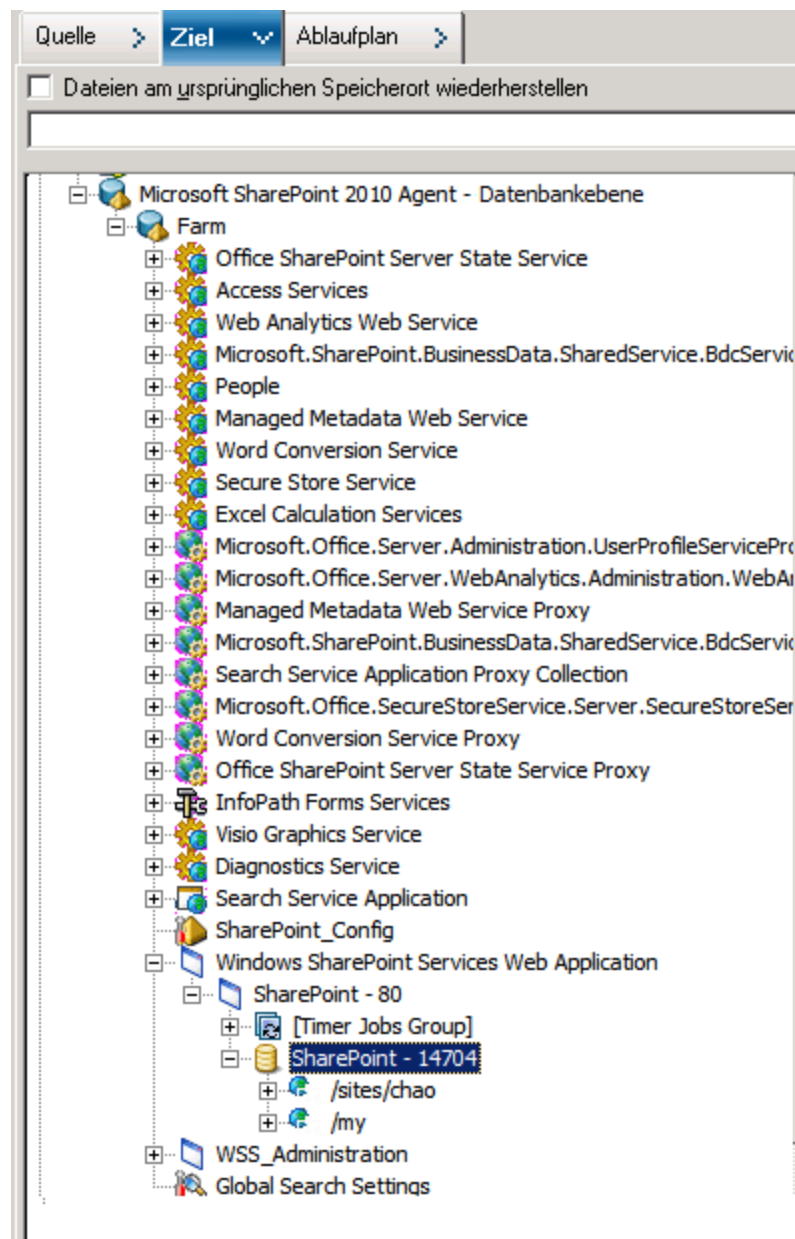 Quelle Ziel Ablaufplan
Dateien am ursprünglichen Speicherort wiederherstellen
Microsoft SharePoint 2010 Agent - Datenbankebene
Farm
Office SharePoint Server State Service
Access Services
Web Analytics Web Service
Microsoft.SharePoint.BusinessData.SharedService.BdcServic
People
Managed Metadata Web Service
Word Conversion Service
Secure Store Service
Excel Calculation Services
Microsoft.Office.Server.Administration.UserProfileServicePro
Microsoft.Office.Server.WebAnalytics.Administration.WebAn
Managed Metadata Web Service Proxy
Microsoft.SharePoint.BusinessData.SharedService.BdcServic
Search Service Application Proxy Collection
Microsoft.Office.SecureStoreService.Server.SecureStoreSer
Word Conversion Service Proxy
Office SharePoint Server State Service Proxy
InfoPath Forms Services
Visio Graphics Service
Diagnostics Service
Search Service Application
SharePoint_Config
Windows SharePoint Services Web Application
SharePoint - 80
[Timer Jobs Group]
SharePoint - 14704
/sites/chao
/my
WSS_Administration
Global Search Settings